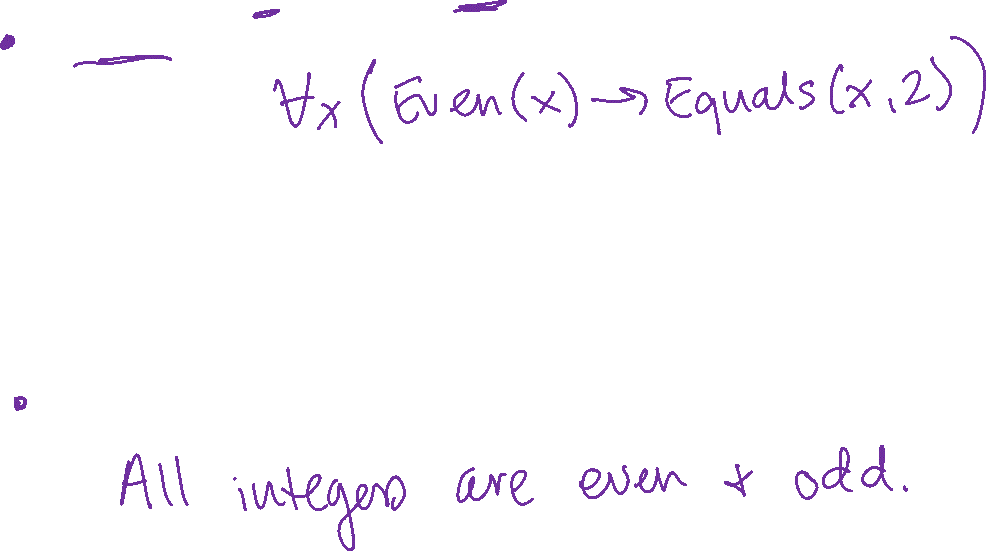 ∀x (Even(x) → Equals(x,2))
All integers are even & odd.